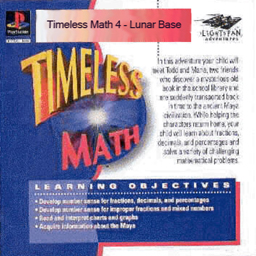 Timeless Math 4 - Lunar Base
PlayStation
LIGHTSPAN
adventures
In this adventure your child will
meet Todd and Maria, two friends
who discover a mysterious old
book in the school library and
are suddenly transported back
in time to the ancient Maya
civilization. While helping the
characters return home, your
child will learn about fractions,
decimals, and percentages and
solve a variety of challenging
mathematical problems.
TIMELESS
MATH
LEARNING OBJECTIVES
• Develop number sense for fractions, decimals, and percentages
• Develop number sense for improper fractions and mixed numbers
• Read and interpret charts and graphs
• Acquire information about the Maya